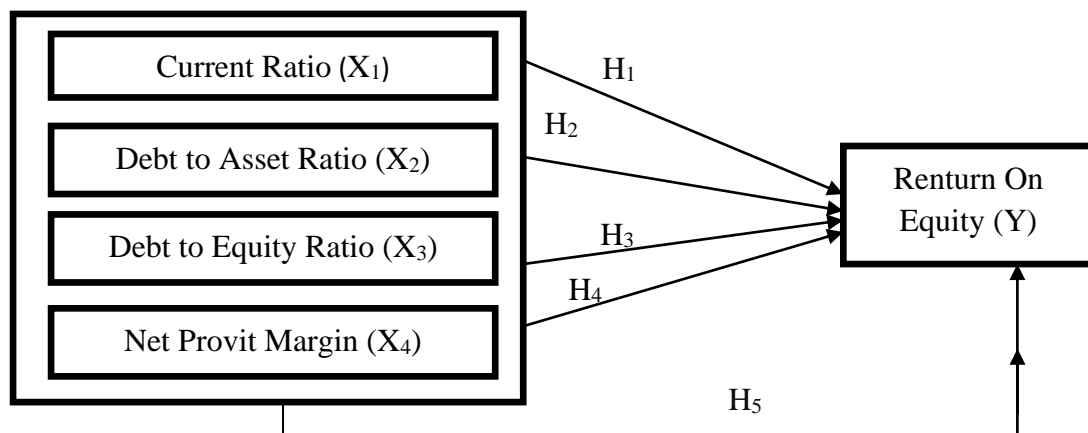 Current Ratio (X₁)
H₁
H₂
Debt to Asset Ratio (X₂)
Renturn On
Equity (Y)
Debt to Equity Ratio (X₃)
H₃
H₄
Net Provit Margin (X₄)
H₅